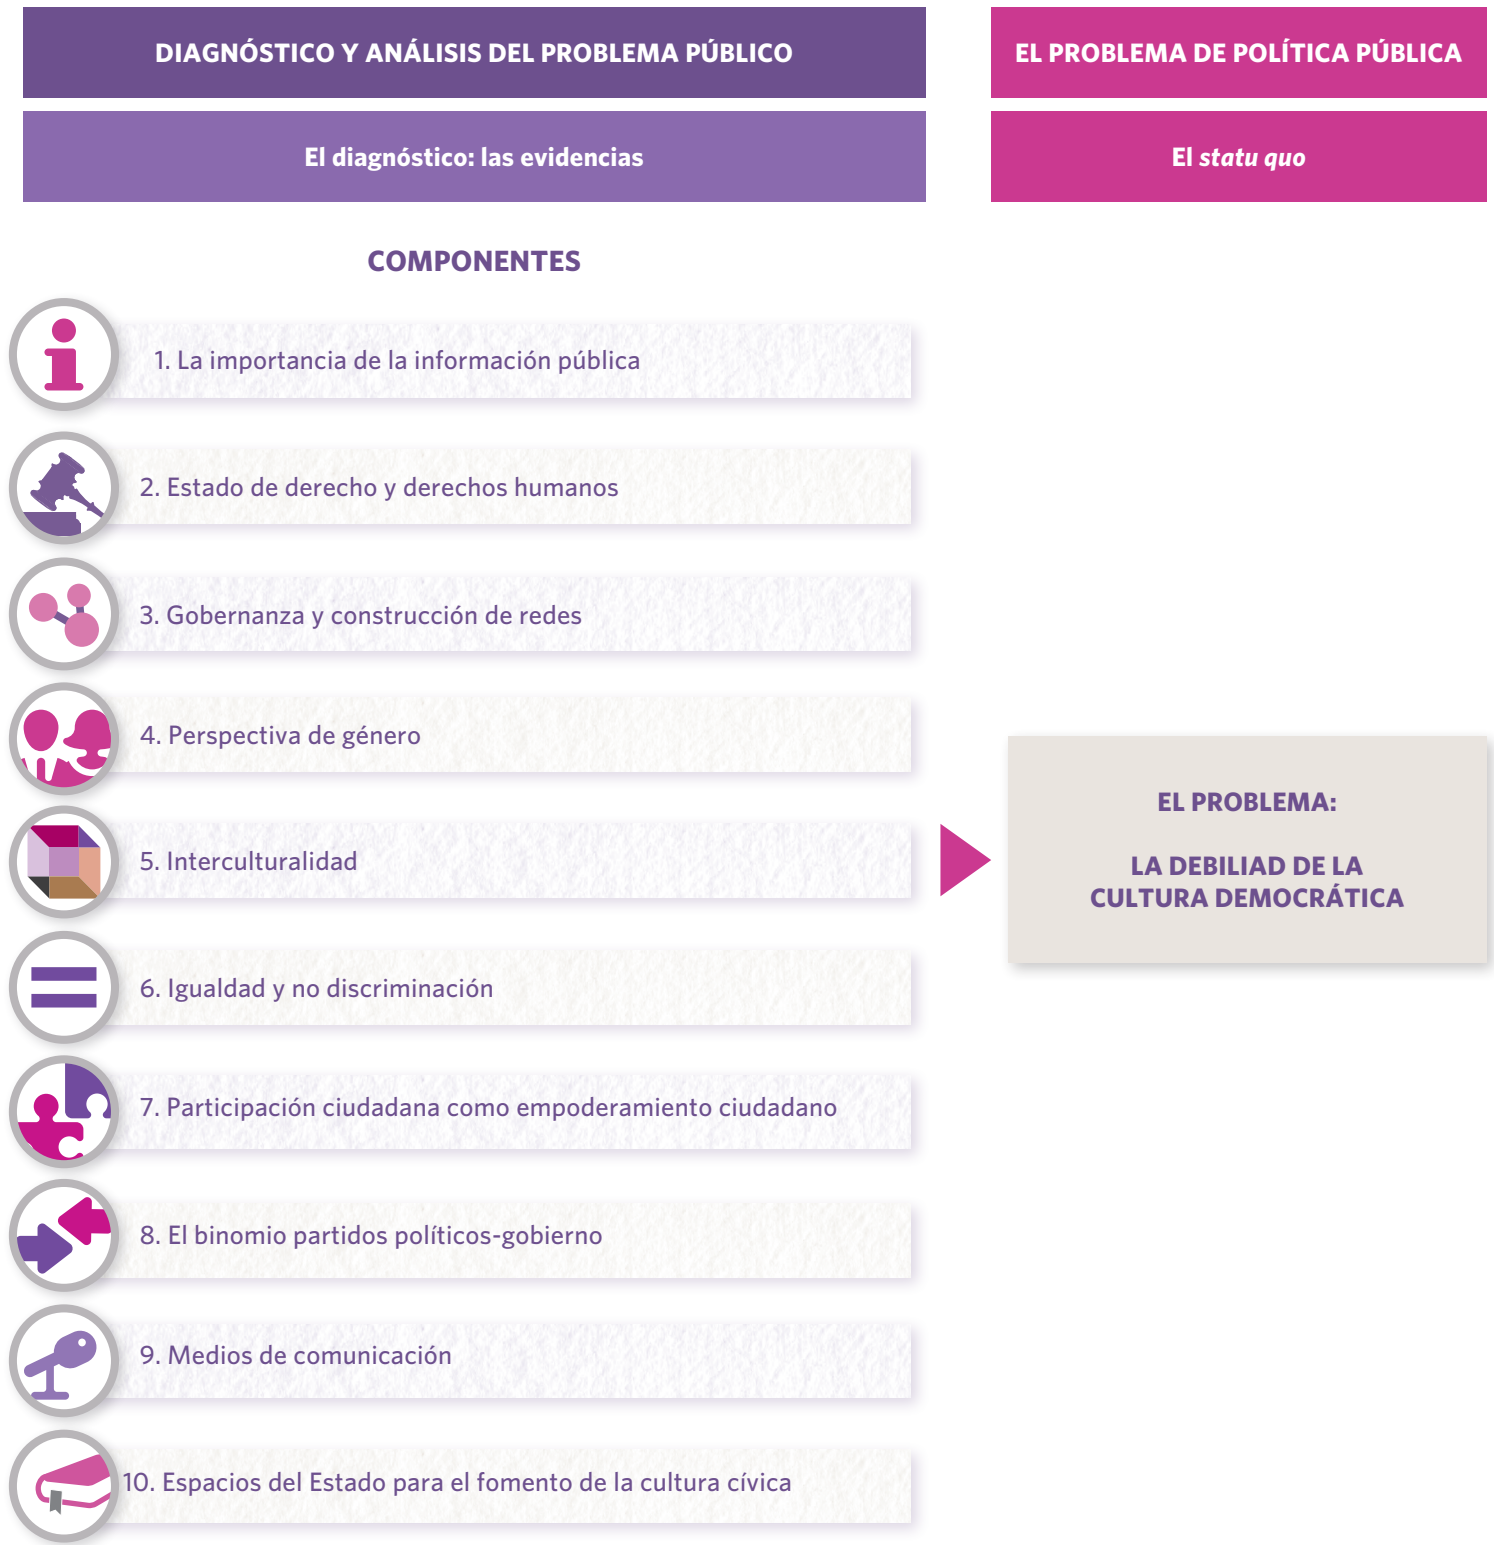 DIAGNÓSTICO Y ANÁLISIS DEL PROBLEMA PÚBLICO
El diagnóstico: las evidencias
COMPONENTES
1. La importancia de la información pública
2. Estado de derecho y derechos humanos
3. Gobernanza y construcción de redes
4. Perspectiva de género
5. Interculturalidad
6. Igualdad y no discriminación
7. Participación ciudadana como empoderamiento ciudadano
8. El binomio partidos políticos-gobierno
9. Medios de comunicación
10. Espacios del Estado para el fomento de la cultura cívica
EL PROBLEMA DE POLÍTICA PÚBLICA
El statu quo
EL PROBLEMA:
LA DEBILIAD DE LA
CULTURA DEMOCRÁTICA